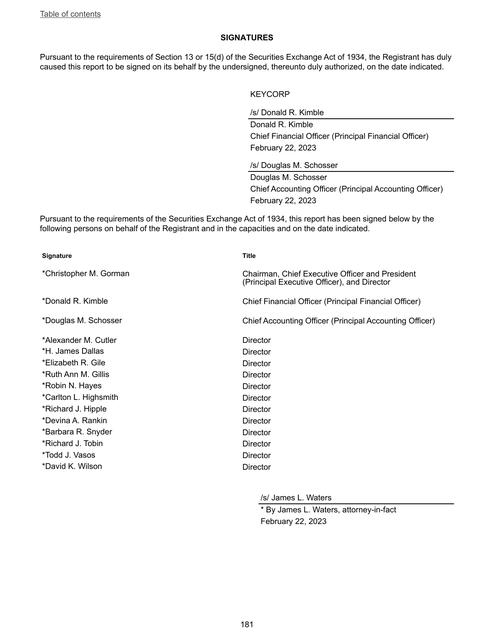 Table of contents
SIGNATURES
Pursuant to the requirements of Section 13 or 15(d) of the Securities Exchange Act of 1934, the Registrant has duly
caused this report to be signed on its behalf by the undersigned, thereunto duly authorized, on the date indicated.
KEYCORP
/s/ Donald R. Kimble
Donald R. Kimble
Chief Financial Officer (Principal Financial Officer)
February 22, 2023
/s/ Douglas M. Schosser
Douglas M. Schosser
Chief Accounting Officer (Principal Accounting Officer)
February 22, 2023
Pursuant to the requirements of the Securities Exchange Act of 1934, this report has been signed below by the
following persons on behalf of the Registrant and in the capacities and on the date indicated.
Signature Title
*Christopher M. Gorman Chairman, Chief Executive Officer and President
(Principal Executive Officer), and Director
*Donald R. Kimble Chief Financial Officer (Principal Financial Officer)
*Douglas M. Schosser Chief Accounting Officer (Principal Accounting Officer)
*Alexander M. Cutler Director
*H. James Dallas Director
*Elizabeth R. Gile Director
*Ruth Ann M. Gillis Director
*Robin N. Hayes Director
*Carlton L. Highsmith Director
*Richard J. Hipple Director
*Devina A. Rankin Director
*Barbara R. Snyder Director
*Richard J. Tobin Director
*Todd J. Vasos Director
*David K. Wilson Director
/s/ James L. Waters
* By James L. Waters, attorney-in-fact
February 22, 2023
181